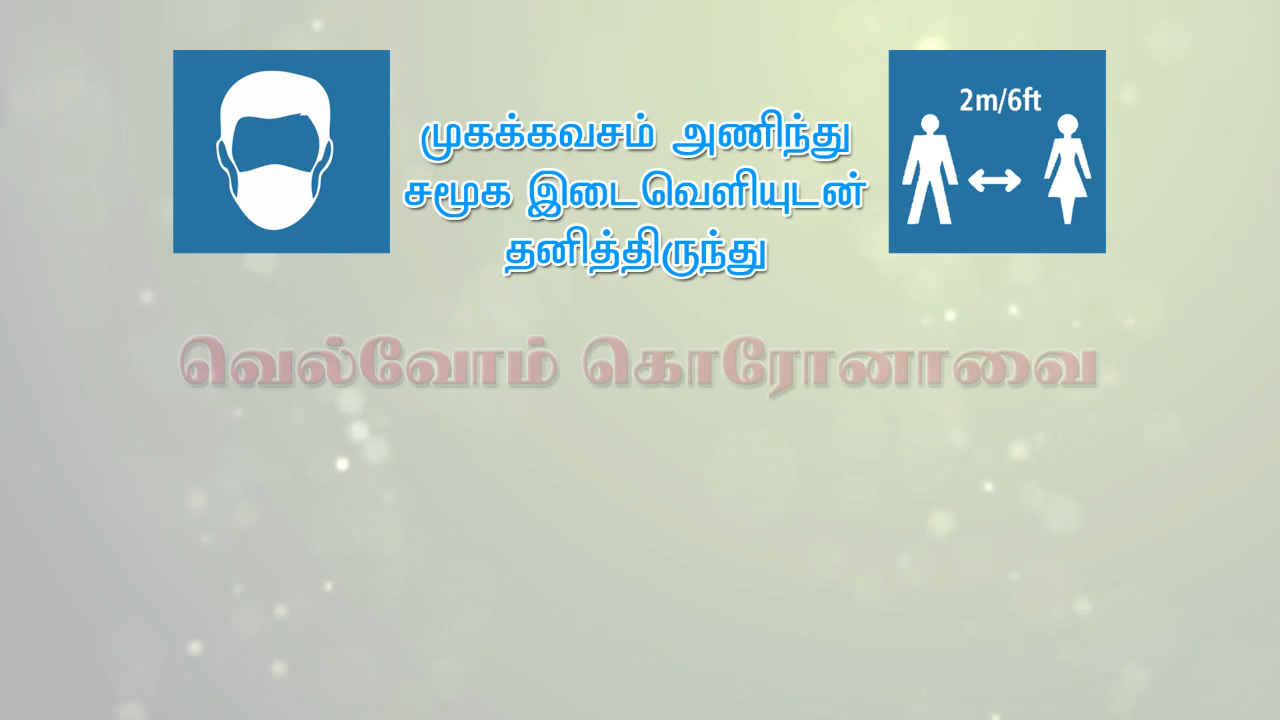 2m/6ft
முகக்கவசம் அணிந்து
சமூக இடைவெளியுடன்
தனித்திருந்து
வெல்வோம் கொரோனாவை